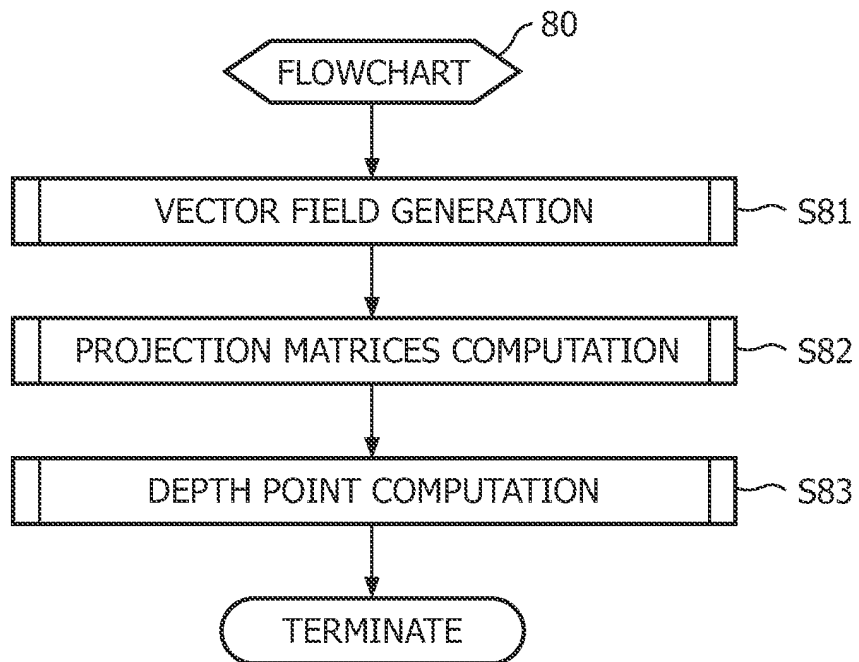 80
FLOWCHART
VECTOR FIELD GENERATION
S81
PROJECTION MATRICES COMPUTATION
S82
DEPTH POINT COMPUTATION
S83
TERMINATE